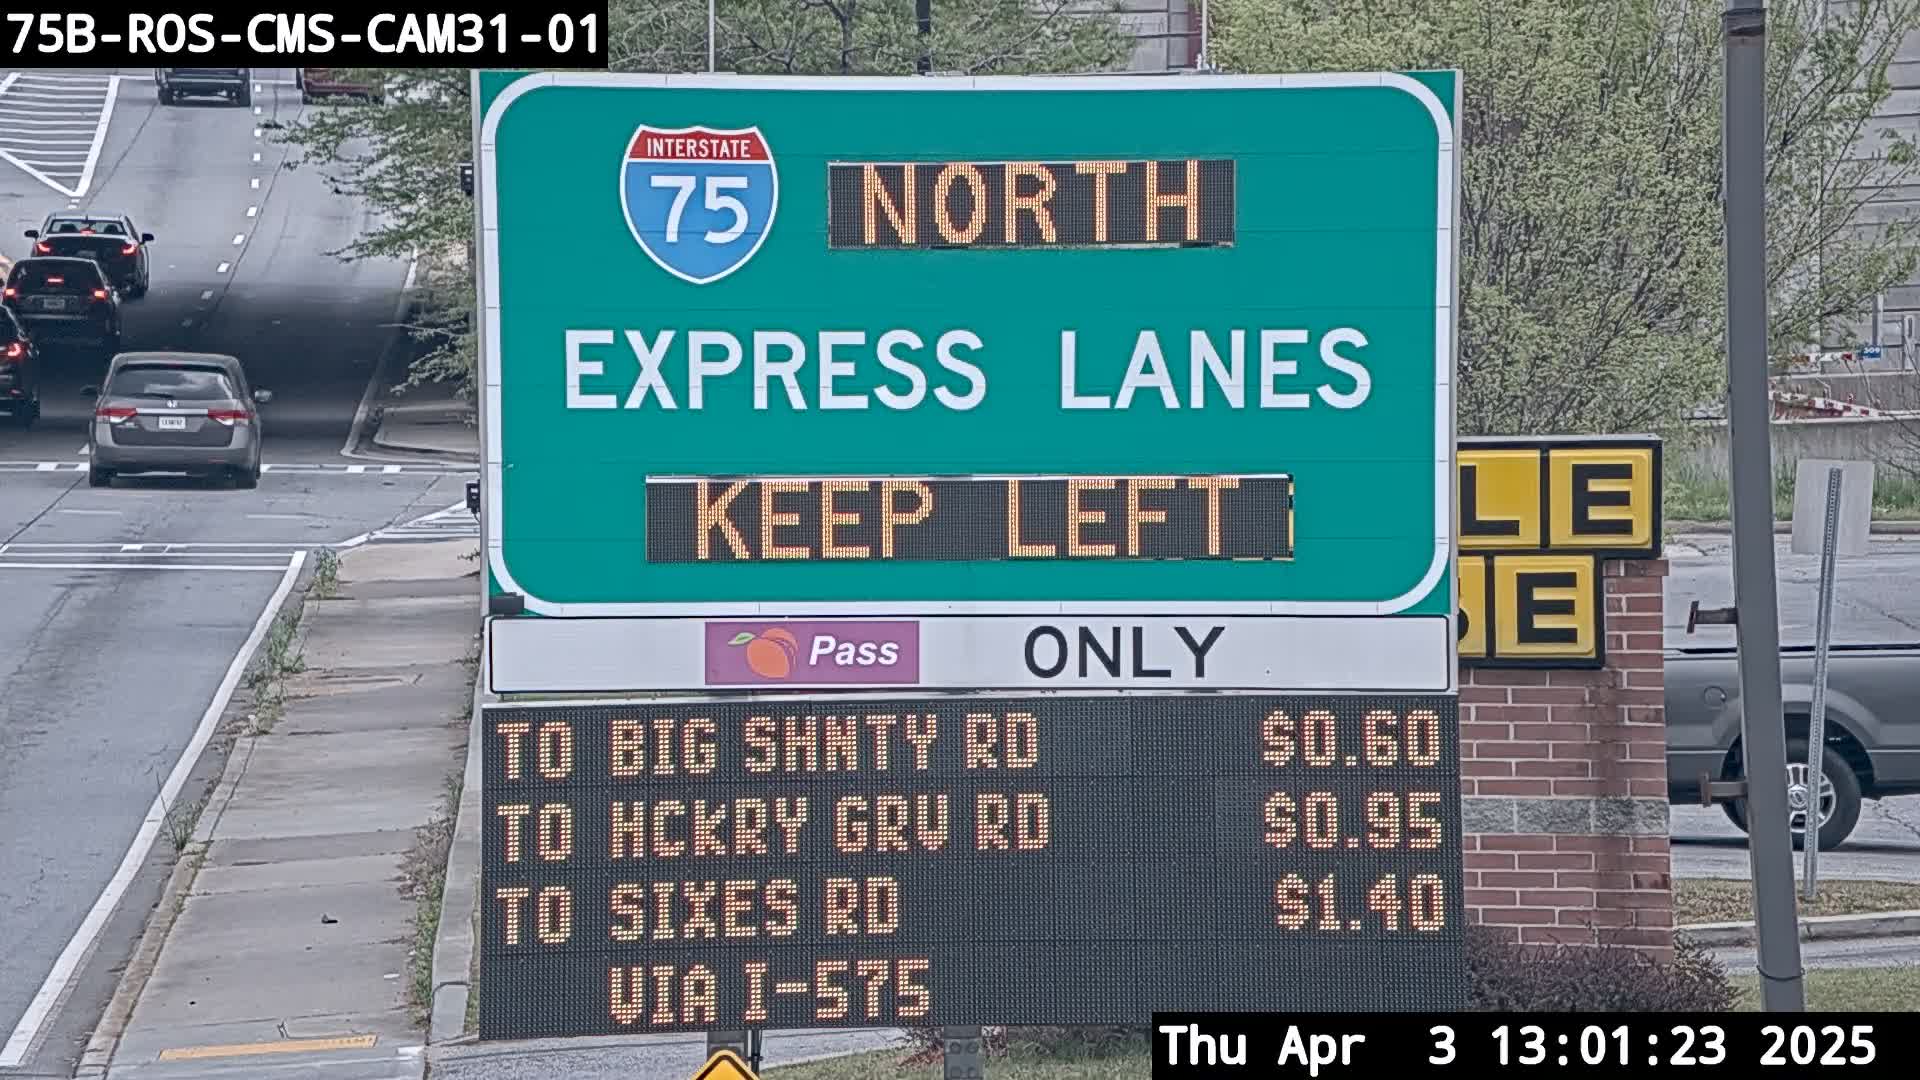 75B-ROS-CMS-CAM31-01
INTERSTATE
75
NORTH
EXPRESS LANES
KEEP LEFT
Pass ONLY
LE
E
TO BIG SHNTY RD $0.60
TO HCKRY GRV RD $0.95
TO SIXES RD $1.40
VIA I-575
Thu Apr 3 13:01:23 2025